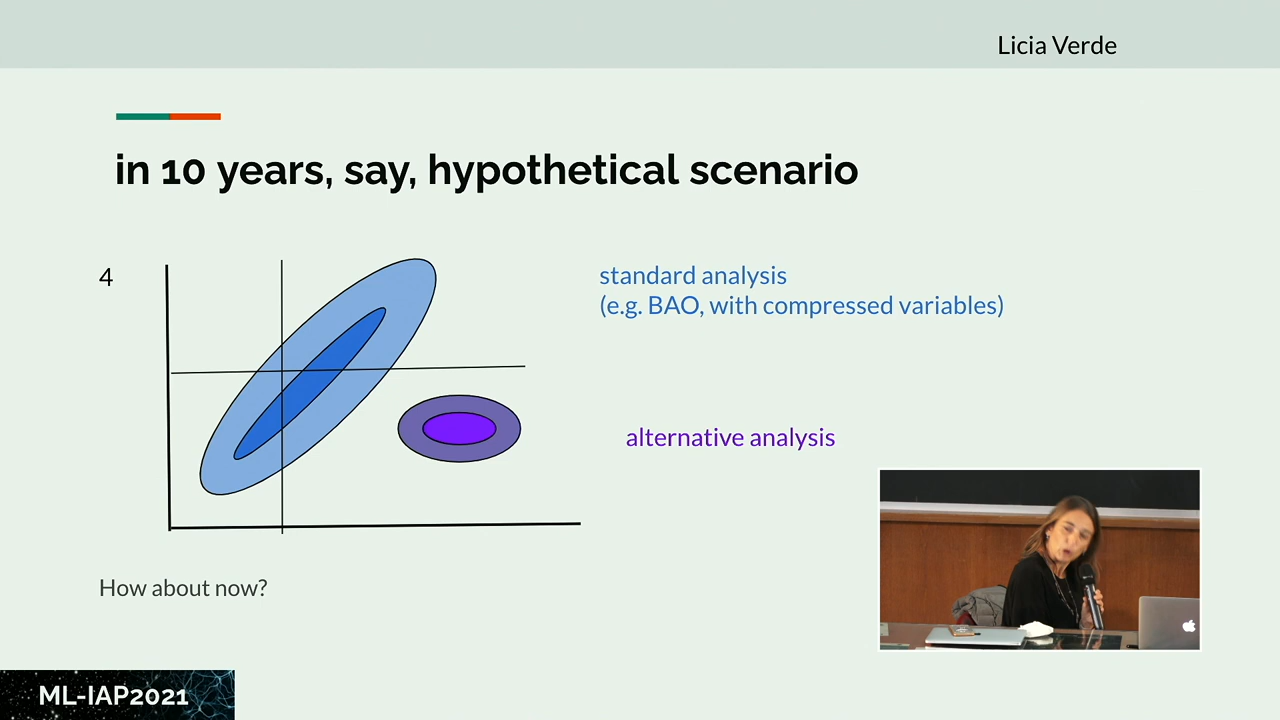 Licia Verde
in 10 years, say, hypothetical scenario
4
standard analysis
(e.g. BAO, with compressed variables)
alternative analysis
How about now?
ML-IAP2021